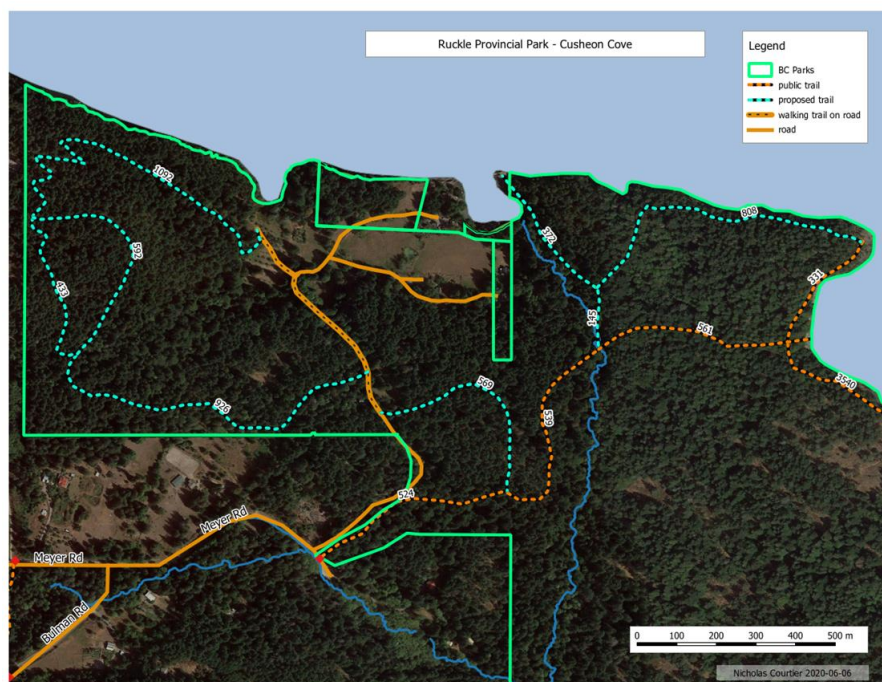 Ruckle Provincial Park - Cusheon Cove
Legend
BC Parks
public trail
proposed trail
walking trail on road
road
1092
592
433
926
372
808
331
145
561
3540
569
539
524
Meyer Rd
Meyer Rd
Bulman Rd
0 100 200 300 400 500 m
Nicholas Courtier 2020-06-06